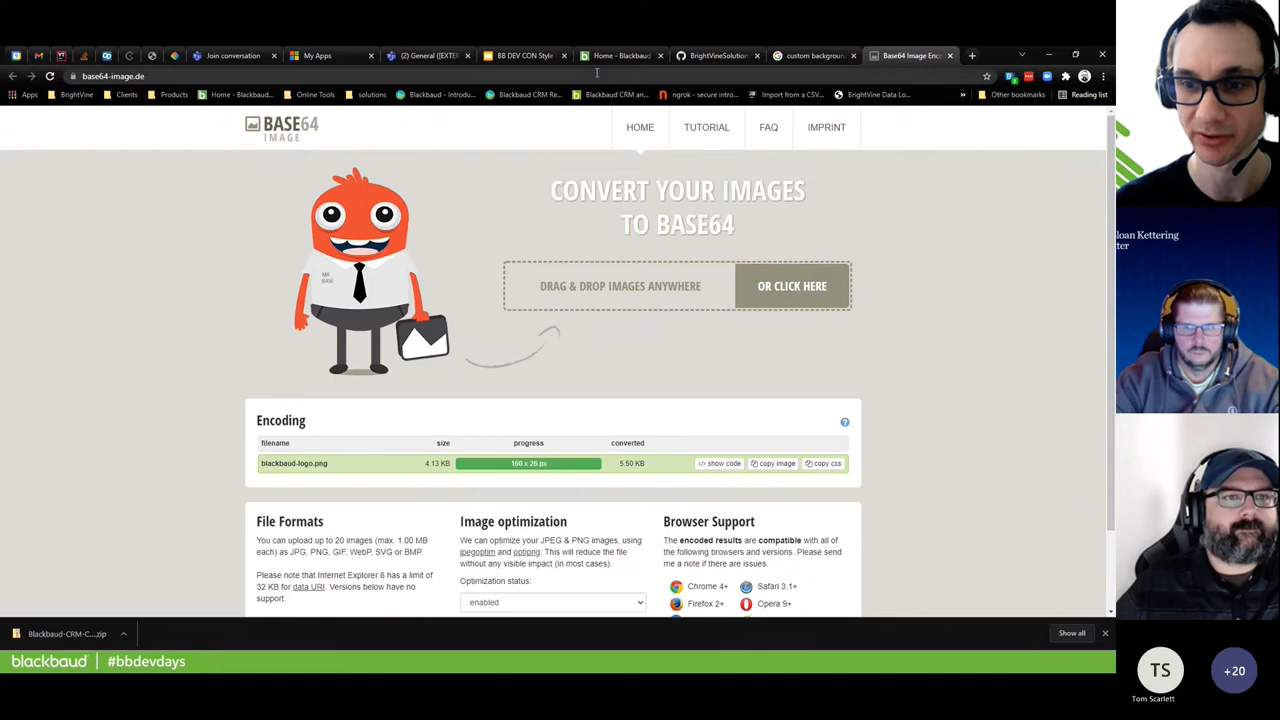 Join conversation
My Apps
(2) General ((EXTE
BB DEV CON Style
Home - Blackbaud
BrightVineSolution
custom backgroun
Base64 Image Enc
base64-image.de
Apps
BrightVine
Clients
Products
Home - Blackbaud...
Online Tools
solutions
Blackbaud - Introdu...
Blackbaud CRM Re...
Blackbaud CRM an...
ngrok - secure intro...
Import from a CSV...
BrightVine Data Lo...
»
Other bookmarks
Reading list
BASE64
IMAGE
HOME
TUTORIAL
FAQ
IMPRINT
CONVERT YOUR IMAGES
TO BASE64
MR
BASE
DRAG & DROP IMAGES ANYWHERE
OR CLICK HERE
Encoding
filename size progress converted
blackbaud-logo.png 4.13 KB 160 x 26 px 5.50 KB show code copy image copy css
File Formats
You can upload up to 20 images (max. 1.00 MB
each) as JPG, PNG, GIF, WebP, SVG or BMP.
Please note that Internet Explorer 8 has a limit of
32 KB for data URI. Versions below have no
support.
Image optimization
We can optimize your JPEG & PNG images, using
jpegoptim and optipng. This will reduce the file
without any visible impact (in most cases).
Optimization status:
enabled
Browser Support
The encoded results are compatible with all of
the following browsers and versions. Please send
me a note if there are issues.
Chrome 4+ Safari 3.1+
Firefox 2+ Opera 9+
Blackbaud-CRM-C....zip
Show all
blackbaud | #bbdevdays
loan Kettering
ter
TS
+20
Tom Scarlett